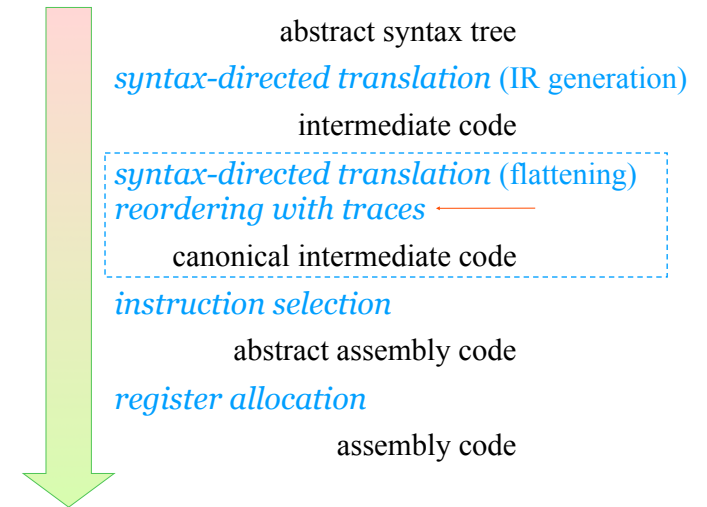 abstract syntax tree
syntax-directed translation (IR generation)
intermediate code
syntax-directed translation (flattening)
reordering with traces
canonical intermediate code
instruction selection
abstract assembly code
register allocation
assembly code